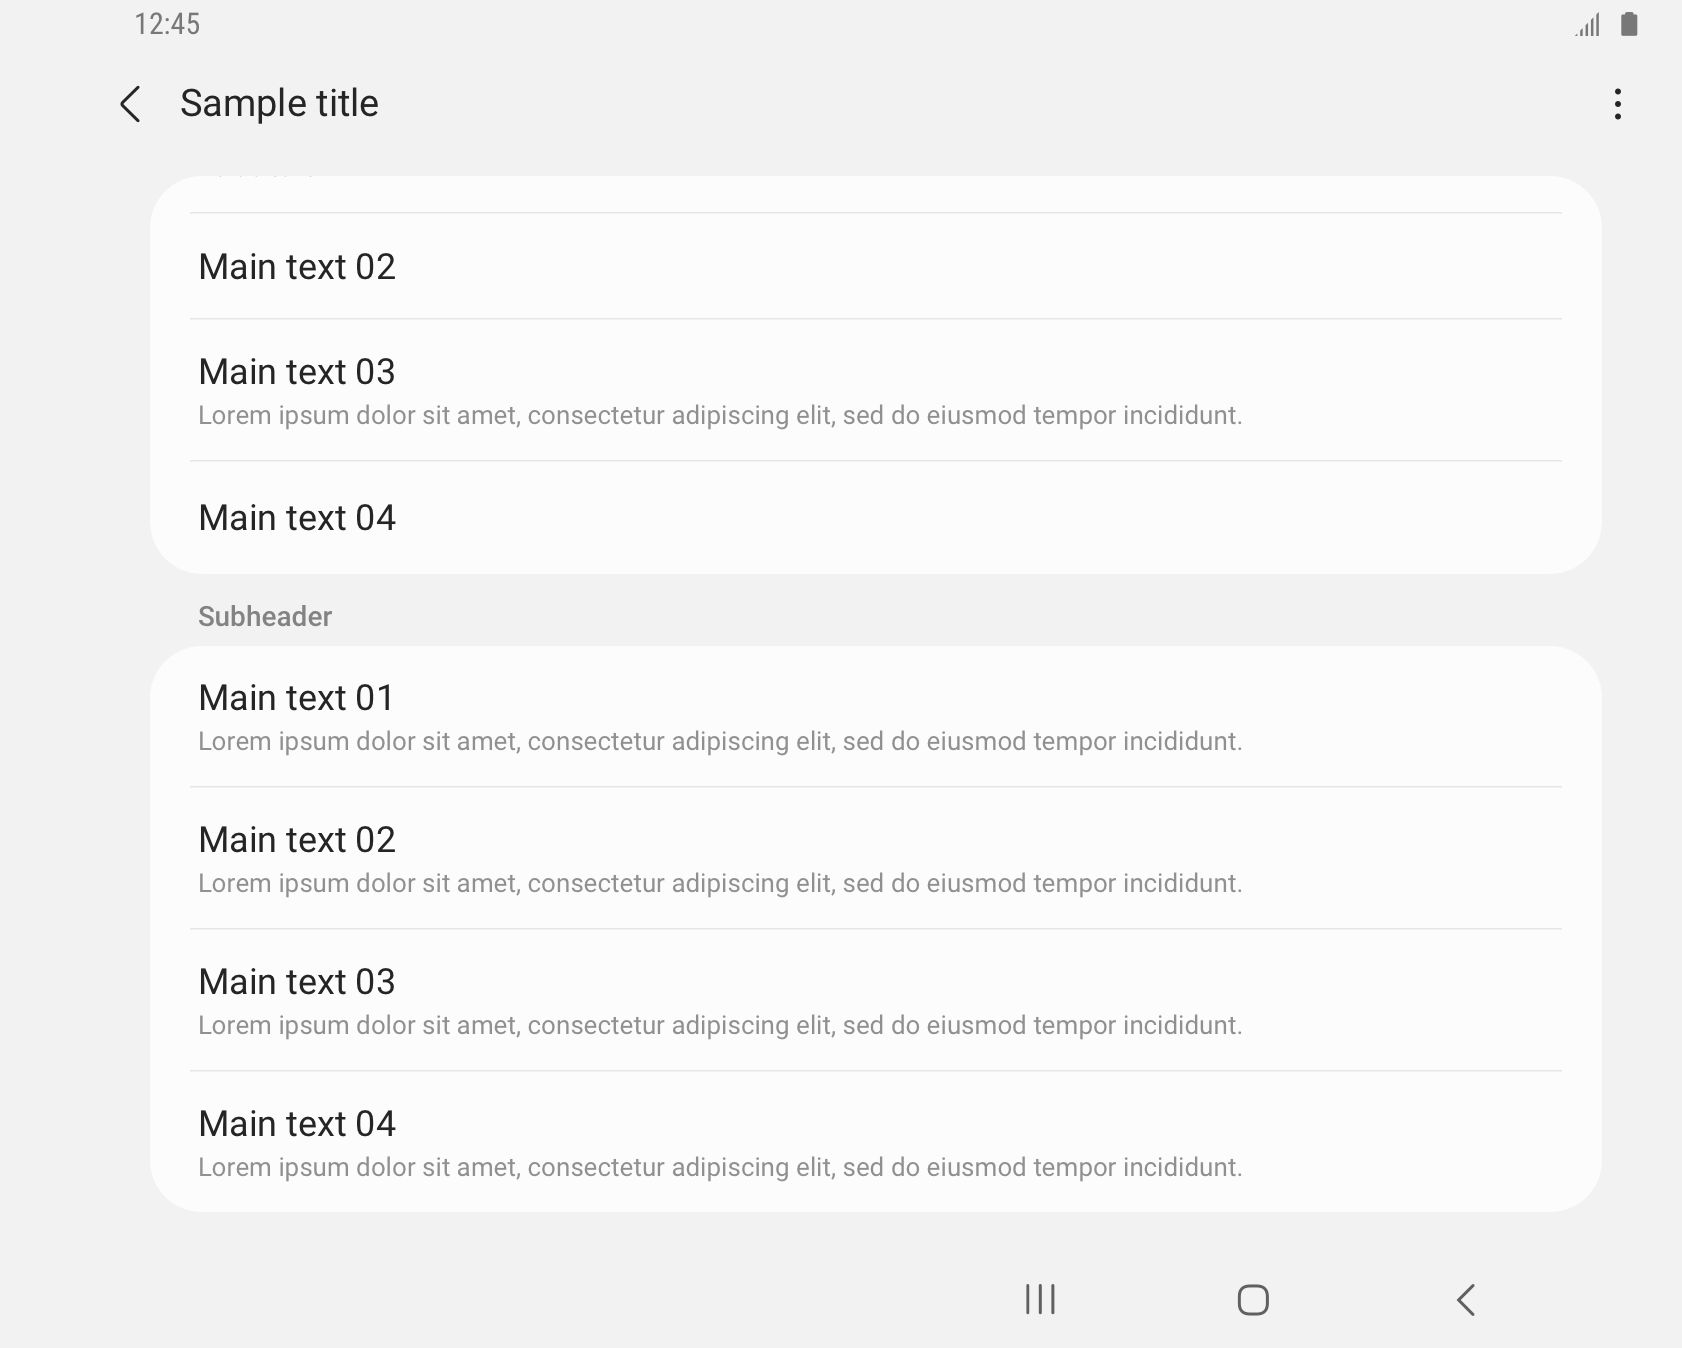 12:45
Sample title
Main text 02
Main text 03
Lorem ipsum dolor sit amet, consectetur adipiscing elit, sed do eiusmod tempor incididunt.
Main text 04
Subheader
Main text 01
Lorem ipsum dolor sit amet, consectetur adipiscing elit, sed do eiusmod tempor incididunt.
Main text 02
Lorem ipsum dolor sit amet, consectetur adipiscing elit, sed do eiusmod tempor incididunt.
Main text 03
Lorem ipsum dolor sit amet, consectetur adipiscing elit, sed do eiusmod tempor incididunt.
Main text 04
Lorem ipsum dolor sit amet, consectetur adipiscing elit, sed do eiusmod tempor incididunt.